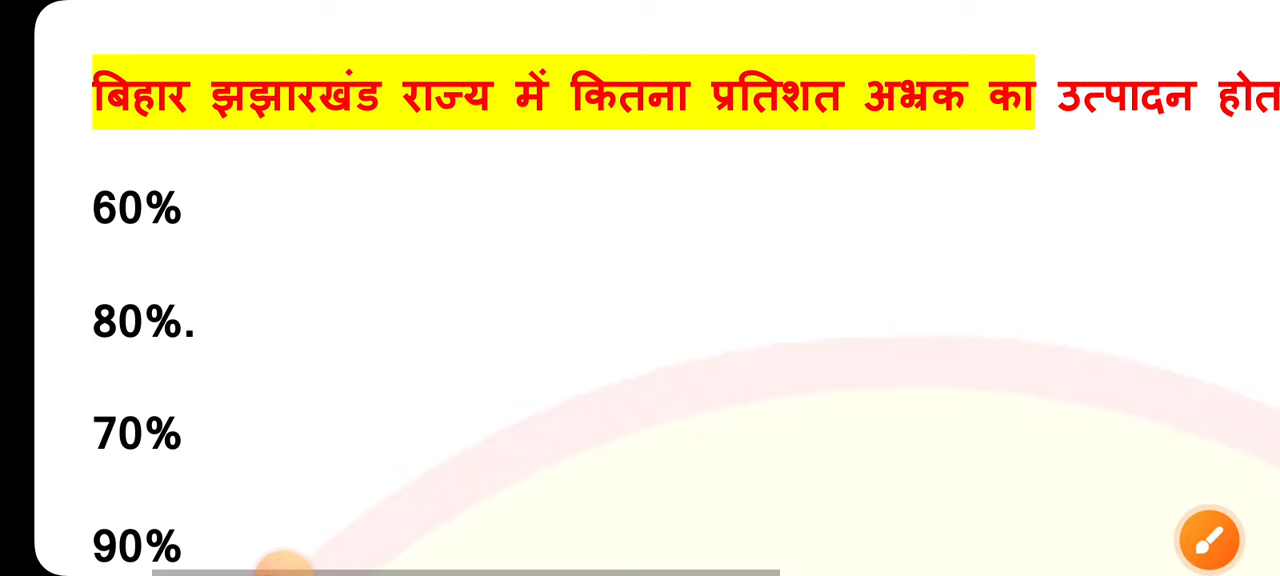 बिहार झझारखंड राज्य में कितना प्रतिशत अभ्रक का उत्पादन होत
60%
80%.
70%
90%